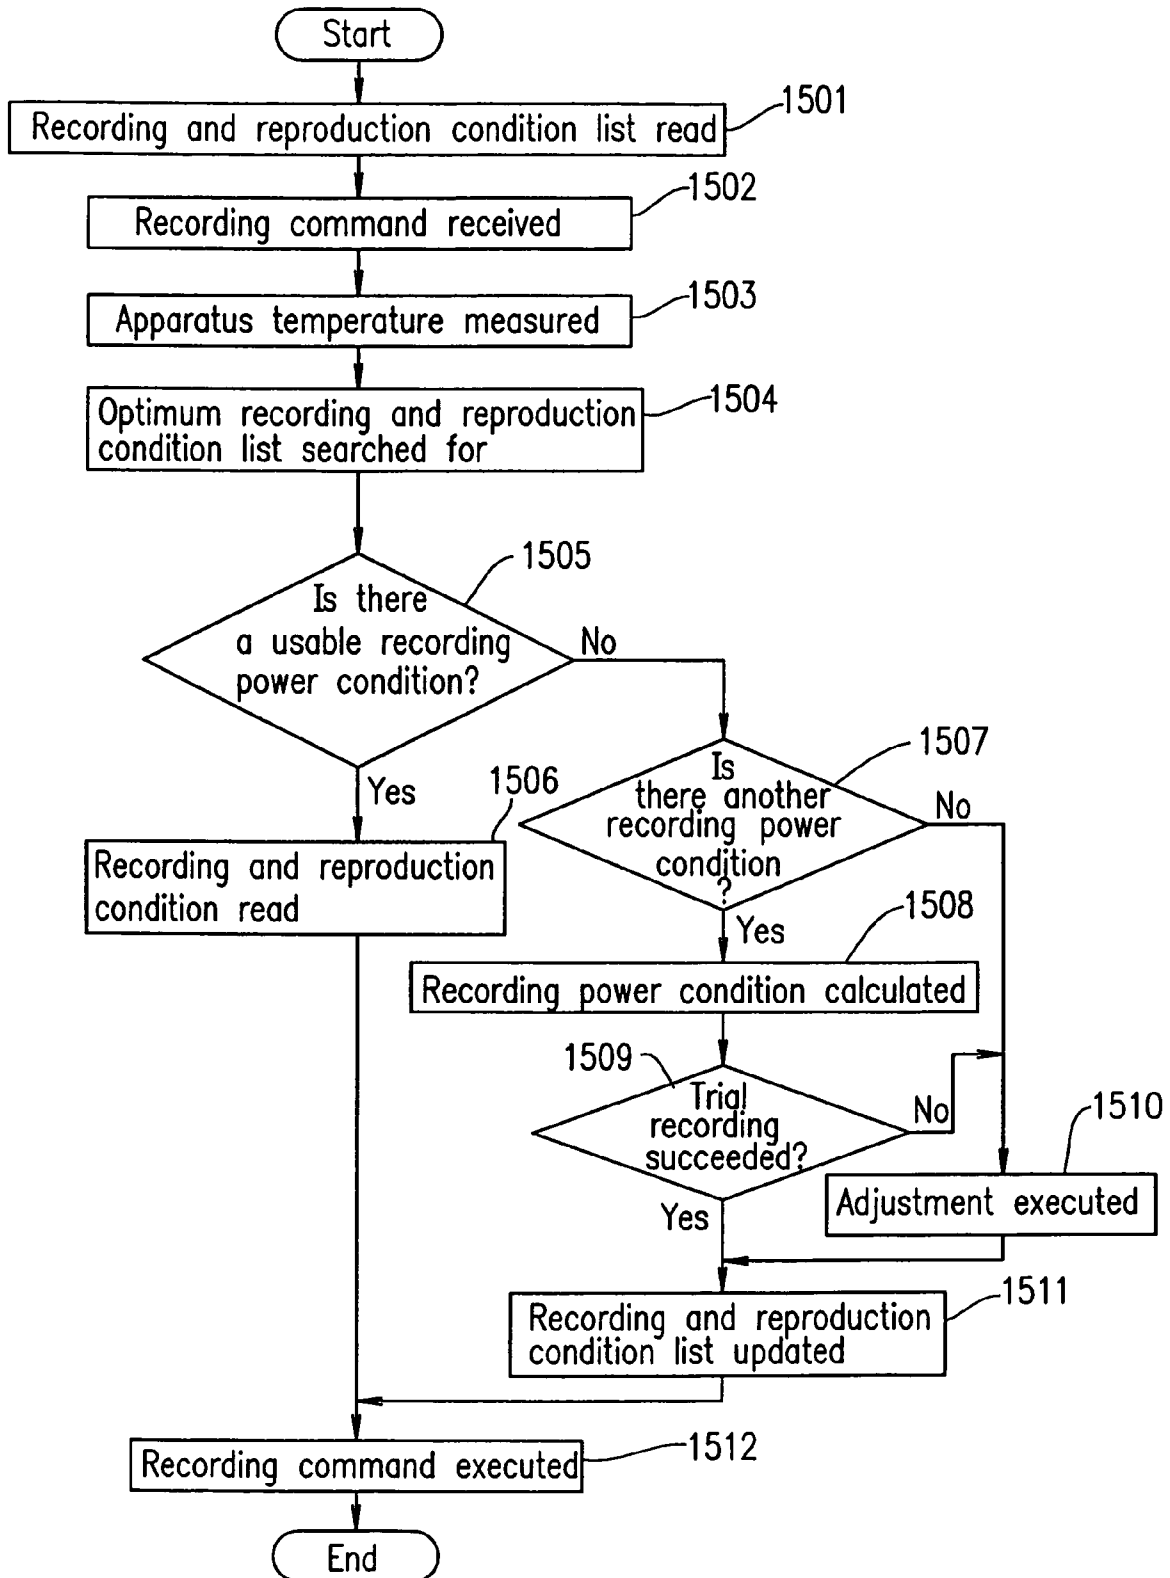 Start
1501
Recording and reproduction condition list read
1502
Recording command received
1503
Apparatus temperature measured
1504
Optimum recording and reproduction
condition list searched for
1505
Is there
a usable recording
power condition?
No
Yes
1506
Recording and reproduction
condition read
1507
Is
there another
recording power
condition
?
No
Yes
1508
Recording power condition calculated
1509
Trial
recording
succeeded?
No
Yes
1510
Adjustment executed
1511
Recording and reproduction
condition list updated
1512
Recording command executed
End